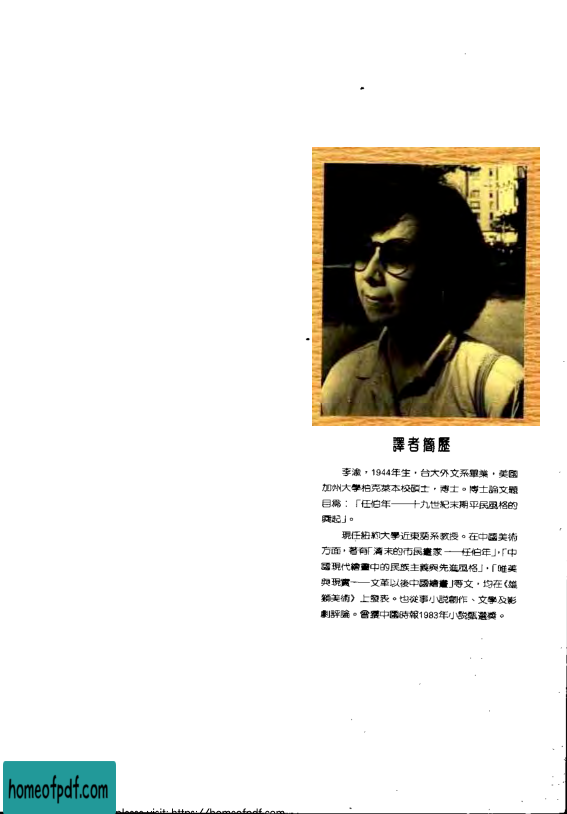 譯者簡歷
李渝，1944年生，台大外文系畢業，美國
加州大學柏克萊本校碩士，博士。博士論文題
目為：「任伯年——十九世紀末期平民風格的
興起」。
現任紐約大學近東語系教授。在中國美術
方面，著有「清末的市民畫家——任伯年」，「中
國現代繪畫中的民族主義與先進風格」，「唯美
與現實——文革以後中國繪畫」等文，均在《雄
獅美術》上發表。也從事小說創作、文學及影
劇評論。曾獲中國時報1983年小說甄選獎。
homeofpdf.com
please visit: https://homeofpdf.com